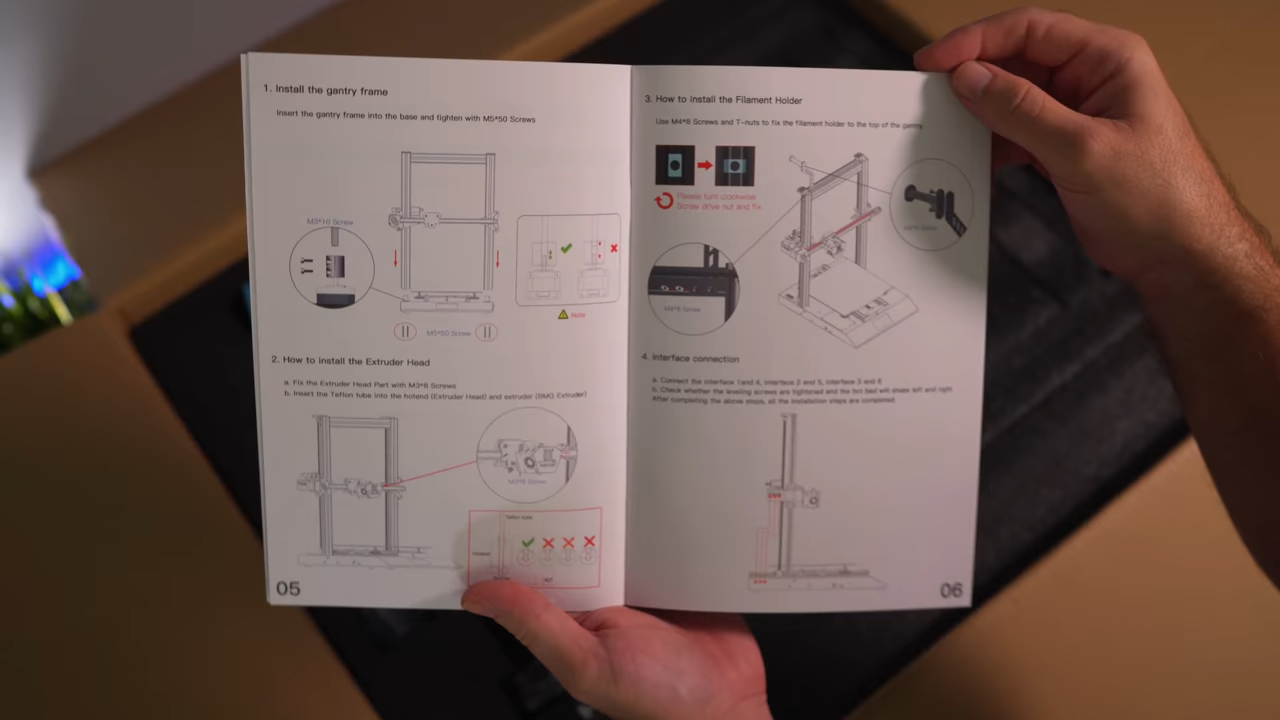 1. Install the gantry frame
Insert the gantry frame into the base and tighten with M5*50 Screws
M3*10 Screw
Note
M5*50 Screw
2. How to install the Extruder Head
a. Fix the Extruder Head Part with M3*8 Screws
b. Insert the Teflon tube into the hotend (Extruder Head) and extruder (BMG Extruder)
M3*8 Screw
05
3. How to install the Filament Holder
Use M4*8 Screws and T-nuts to fix the filament holder to the top of the gantry
Please turn clockwise
Screw drive nut and fix
M4*8 Screw
4. Interface connection
a. Connect the interface 1and 4, interface 2 and 5, interface 3 and 6
b. Check whether the leveling screws are tightened and the hot bed will shake left and right
After completing the above steps, all the installation steps are completed
06